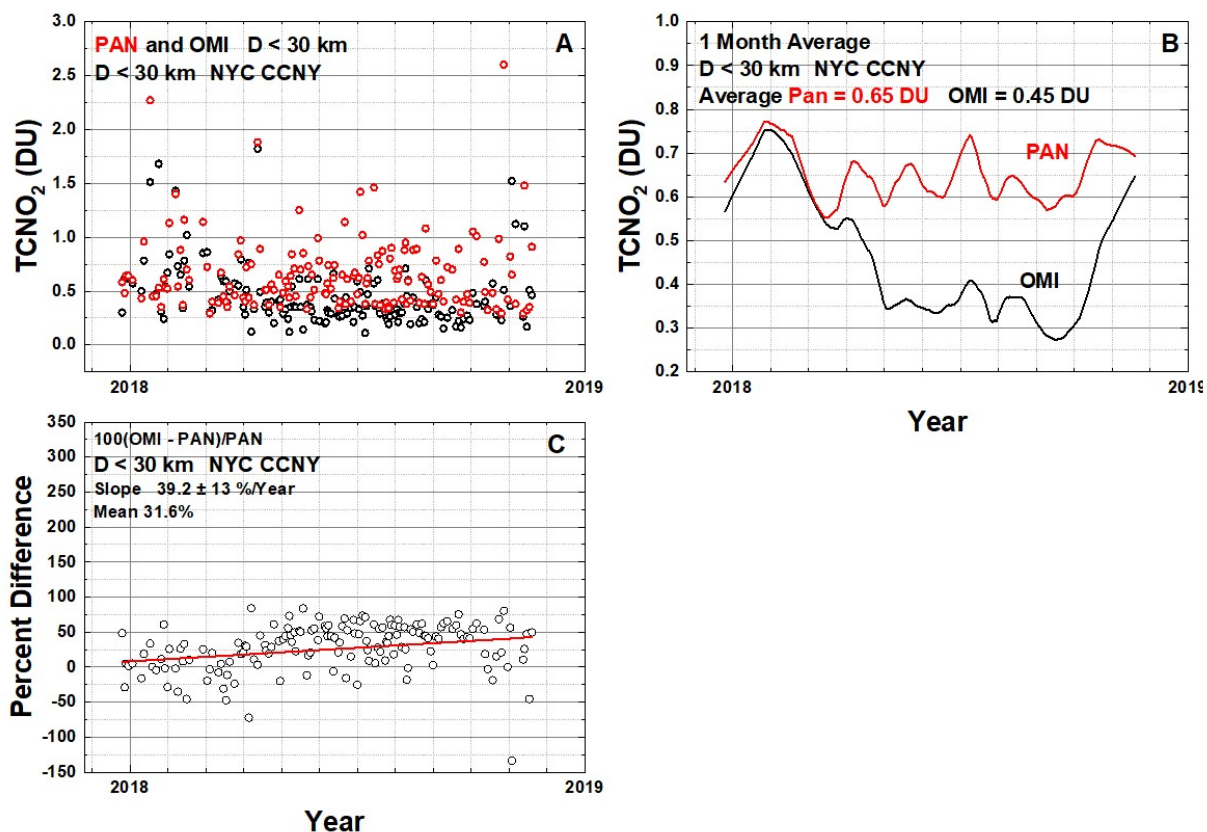 3.0
2.5
2.0
1.5
1.0
0.5
0.0
TCNO₂ (DU)
PAN and OMI D < 30 km
D < 30 km NYC CCNY
A
2018
2019
1.0
0.9
0.8
0.7
0.6
0.5
0.4
0.3
0.2
TCNO₂ (DU)
1 Month Average
D < 30 km NYC CCNY
Average Pan = 0.65 DU OMI = 0.45 DU
B
PAN
OMI
2018
2019
Year
350
300
250
200
150
100
50
0
-50
-100
-150
Percent Difference
100(OMI - PAN)/PAN
D < 30 km NYC CCNY
Slope 39.2 ± 13 %/Year
Mean 31.6%
C
2018
2019
Year